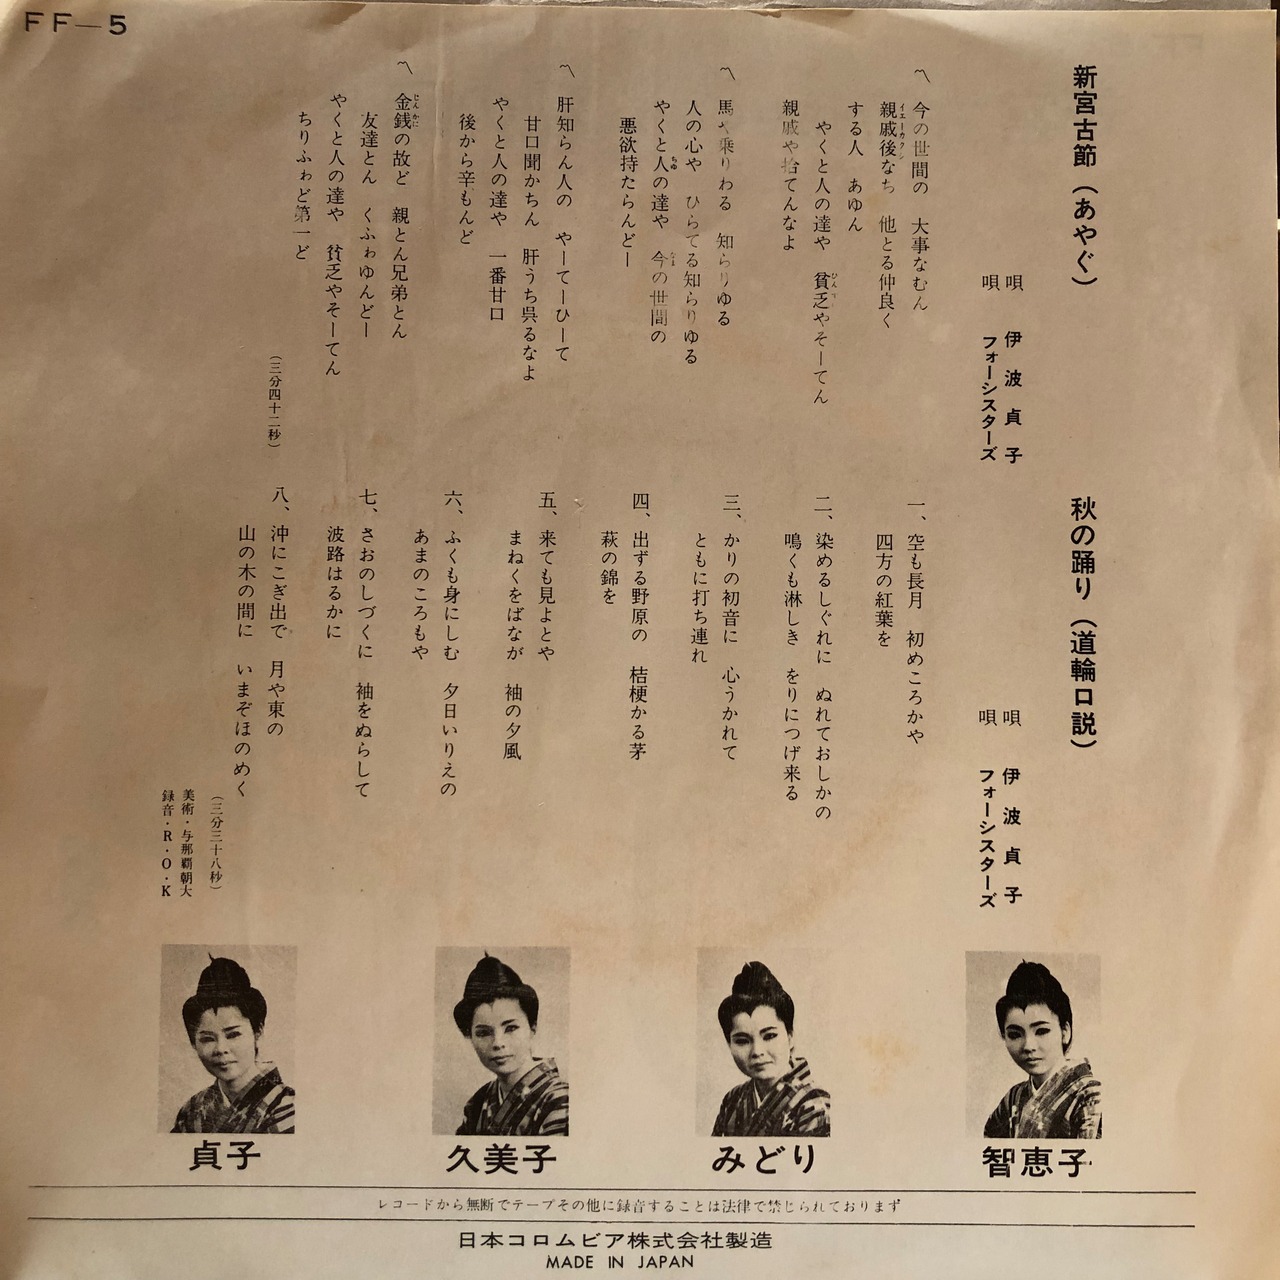 FF—5
新宮古節（あやぐ）
唄　伊波貞子
唄　フォーシスターズ
〽今の世間の　大事なむん
親戚後なち　他とる仲良く
イエーカクシ
する人　あゆん
やくと人の達や　貧乏やそーてん
親戚や捨てんなよ
〽馬や乗りわる　知らりゆる
人の心や　ひらてる知らりゆる
やくと人の達や　今の世間の
悪欲持たらんどー
〽肝知らん人の　やーてーひーて
甘口聞かちん　肝うち呉るなよ
やくと人の達や　一番甘口
後から辛もんど
〽金銭の故ど　親とん兄弟とん
じんかに
友達とん　くふゎゆんどー
やくと人の達や　貧乏やそーてん
ちりふゎど第一ど
（三分四十二秒）
秋の踊り（道輪口説）
唄　伊波貞子
唄　フォーシスターズ
一、空も長月　初めころかや
四方の紅葉を
二、染めるしぐれに　ぬれておしかの
鳴くも淋しき　をりにつげ来る
三、かりの初音に　心うかれて
ともに打ち連れ
四、出ずる野原の　桔梗かる茅
萩の錦を
五、来ても見よとや
まねくをばなが　袖の夕風
六、ふくも身にしむ　夕日いりえの
あまのころもや
七、さおのしづくに　袖をぬらして
波路はるかに
八、沖にこぎ出で　月や東の
山の木の間に　いまぞほのめく
（三分三十八秒）
美術・与那覇朝大
録音・R・O・K
貞子
久美子
みどり
智恵子
レコードから無断でテープその他に録音することは法律で禁じられております
日本コロムビア株式会社製造
MADE IN JAPAN